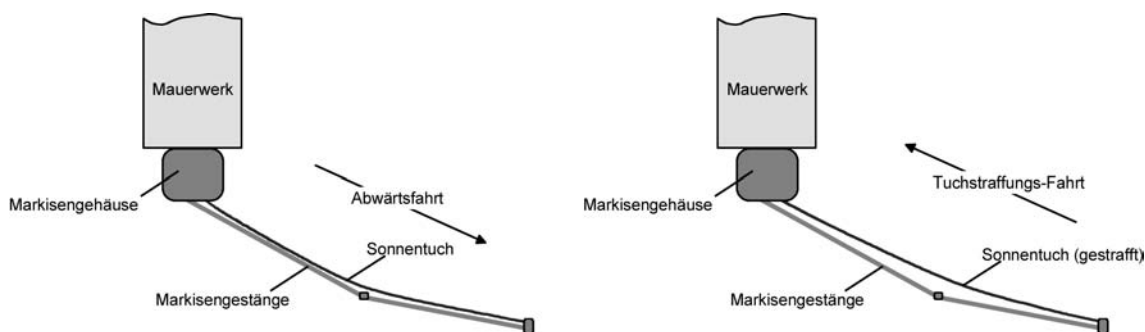 Mauerwerk
Markisengehäuse
Abwärtsfahrt
Sonnentuch
Markisengestänge
Mauerwerk
Markisengehäuse
Tuchstraffungs-Fahrt
Sonnentuch (gestrafft)
Markisengestänge